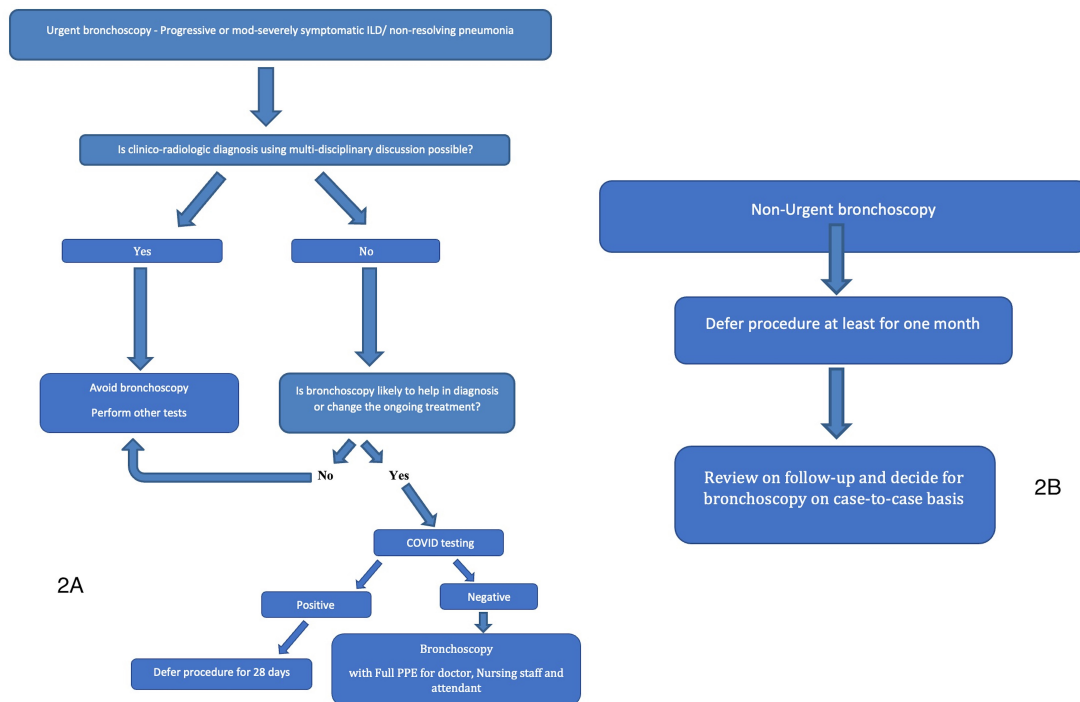 Urgent bronchoscopy - Progressive or mod-severely symptomatic ILD/ non-resolving pneumonia
Is clinico-radiologic diagnosis using multi-disciplinary discussion possible?
Yes
No
Avoid bronchoscopy
Perform other tests
Is bronchoscopy likely to help in diagnosis
or change the ongoing treatment?
No
Yes
COVID testing
Positive
Negative
Defer procedure for 28 days
Bronchoscopy
with Full PPE for doctor, Nursing staff and
attendant
2A
Non-Urgent bronchoscopy
Defer procedure at least for one month
Review on follow-up and decide for
bronchoscopy on case-to-case basis
2B